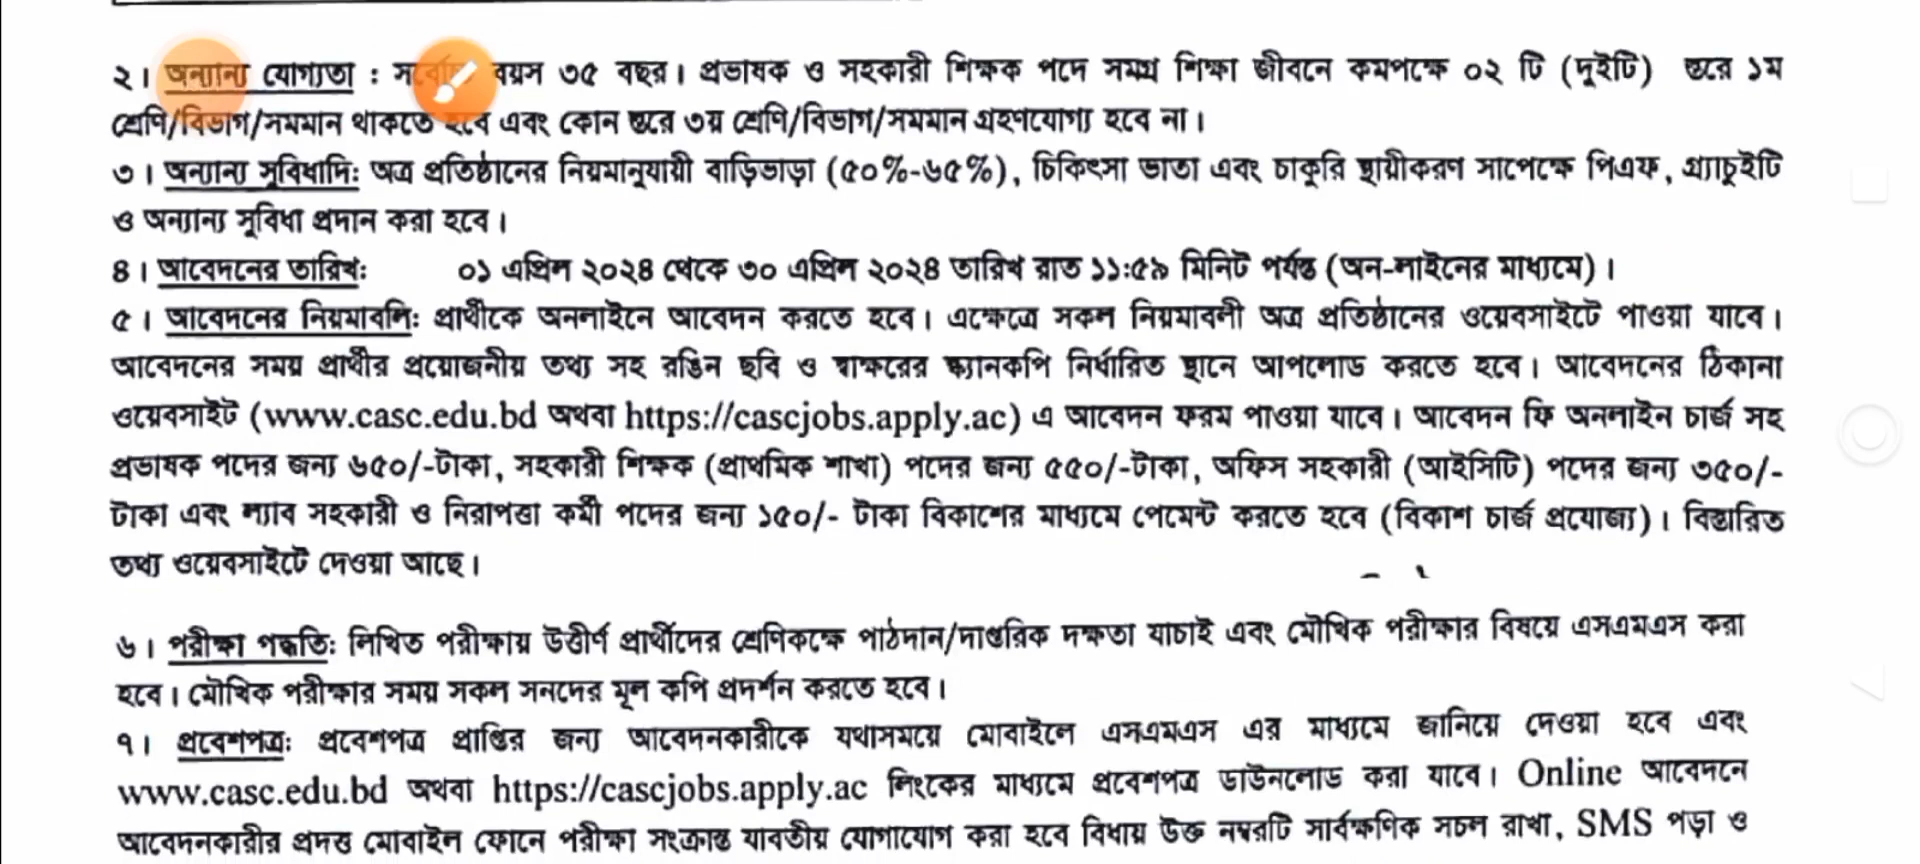 ২। অন্যান্য যোগ্যতা : বয়স ৩৫ বছর। প্রভাষক ও সহকারী শিক্ষক পদে সমগ্র শিক্ষা জীবনে কমপক্ষে ০২ টি (দুইটি) স্তরে ১ম
শ্রেণি/বিভাগ/সমমান থাকতে হবে এবং কোন স্তরে ৩য় শ্রেণি/বিভাগ/সমমান গ্রহণযোগ্য হবে না।
৩। অন্যান্য সুবিধাদি: অত্র প্রতিষ্ঠানের নিয়মানুযায়ী বাড়িভাড়া (৫০%-৬৫%), চিকিৎসা ভাতা এবং চাকুরি স্থায়ীকরণ সাপেক্ষে পিএফ, গ্র্যাচুইটি
ও অন্যান্য সুবিধা প্রদান করা হবে।
৪। আবেদনের তারিখ: ০১ এপ্রিল ২০২৪ থেকে ৩০ এপ্রিল ২০২৪ তারিখ রাত ১১:৫৯ মিনিট পর্যন্ত (অন-লাইনের মাধ্যমে)।
৫। আবেদনের নিয়মাবলি: প্রার্থীকে অনলাইনে আবেদন করতে হবে। এক্ষেত্রে সকল নিয়মাবলী অত্র প্রতিষ্ঠানের ওয়েবসাইটে পাওয়া যাবে।
আবেদনের সময় প্রার্থীর প্রয়োজনীয় তথ্য সহ রঙিন ছবি ও স্বাক্ষরের স্ক্যানকপি নির্ধারিত স্থানে আপলোড করতে হবে। আবেদনের ঠিকানা
ওয়েবসাইট (www.casc.edu.bd অথবা https://cascjobs.apply.ac) এ আবেদন ফরম পাওয়া যাবে। আবেদন ফি অনলাইন চার্জ সহ
প্রভাষক পদের জন্য ৬৫০/-টাকা, সহকারী শিক্ষক (প্রাথমিক শাখা) পদের জন্য ৫৫০/-টাকা, অফিস সহকারী (আইসিটি) পদের জন্য ৩৫০/-
টাকা এবং ল্যাব সহকারী ও নিরাপত্তা কর্মী পদের জন্য ১৫০/- টাকা বিকাশের মাধ্যমে পেমেন্ট করতে হবে (বিকাশ চার্জ প্রযোজ্য)। বিস্তারিত
তথ্য ওয়েবসাইটে দেওয়া আছে।
৬। পরীক্ষা পদ্ধতি: লিখিত পরীক্ষায় উত্তীর্ণ প্রার্থীদের শ্রেণিকক্ষে পাঠদান/দাপ্তরিক দক্ষতা যাচাই এবং মৌখিক পরীক্ষার বিষয়ে এসএমএস করা
হবে। মৌখিক পরীক্ষার সময় সকল সনদের মূল কপি প্রদর্শন করতে হবে।
৭। প্রবেশপত্র: প্রবেশপত্র প্রাপ্তির জন্য আবেদনকারীকে যথাসময়ে মোবাইলে এসএমএস এর মাধ্যমে জানিয়ে দেওয়া হবে এবং
www.casc.edu.bd অথবা https://cascjobs.apply.ac লিংকের মাধ্যমে প্রবেশপত্র ডাউনলোড করা যাবে। Online আবেদনে
আবেদনকারীর প্রদত্ত মোবাইল ফোনে পরীক্ষা সংক্রান্ত যাবতীয় যোগাযোগ করা হবে বিধায় উক্ত নম্বরটি সার্বক্ষণিক সচল রাখা, SMS পড়া ও